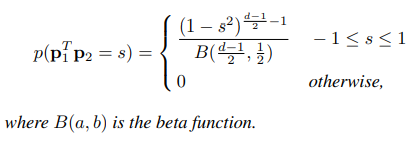 p(p₁ᵀp₂ = s) = { (1 − s²)^{(d−1)/2 − 1} / B((d−1)/2, 1/2)   − 1 ≤ s ≤ 1
0   otherwise,
where B(a, b) is the beta function.